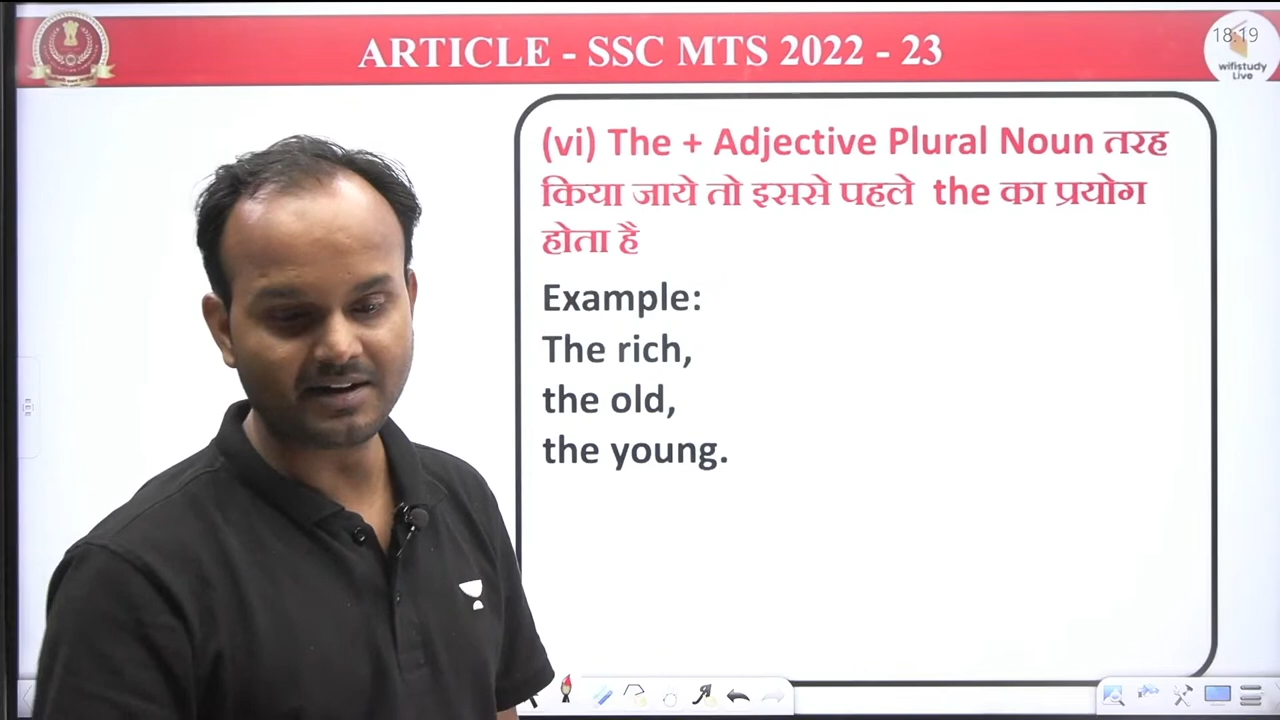 ARTICLE - SSC MTS 2022 - 23
18:19
wifistudy
Live
(vi) The + Adjective Plural Noun तरह
किया जाये तो इससे पहले the का प्रयोग
होता है
Example:
The rich,
the old,
the young.